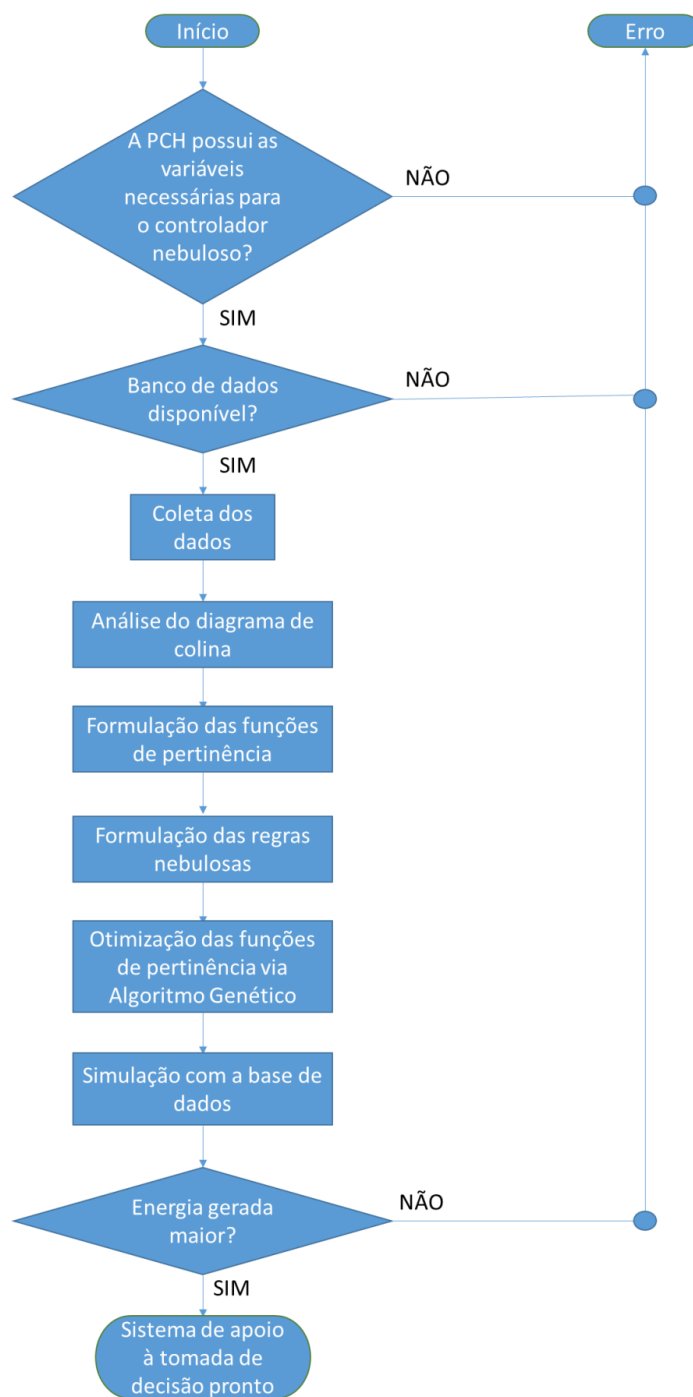 Início
Erro
A PCH possui as
variáveis
necessárias para
o controlador
nebuloso?
NÃO
SIM
Banco de dados
disponível?
NÃO
SIM
Coleta dos
dados
Análise do diagrama de
colina
Formulação das funções
de pertinência
Formulação das regras
nebulosas
Otimização das funções
de pertinência via
Algoritmo Genético
Simulação com a base de
dados
Energia gerada
maior?
NÃO
SIM
Sistema de apoio
à tomada de
decisão pronto